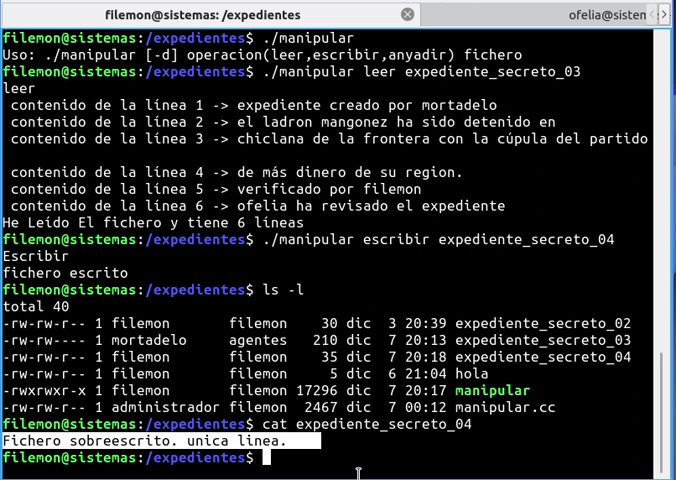 filemon@sistemas: /expedientes
ofelia@sisten
filemon@sistemas:/expedientes$ ./manipular
Uso: ./manipular [-d] operacion(leer,escribir,anyadir) fichero
filemon@sistemas:/expedientes$ ./manipular leer expediente_secreto_03
leer
contenido de la línea 1 -> expediente creado por mortadelo
contenido de la línea 2 -> el ladron mangonez ha sido detenido en
contenido de la línea 3 -> chiclana de la frontera con la cúpula del partido
contenido de la línea 4 -> de más dinero de su region.
contenido de la línea 5 -> verificado por filemon
contenido de la línea 6 -> ofelia ha revisado el expediente
He Leído El fichero y tiene 6 líneas
filemon@sistemas:/expedientes$ ./manipular escribir expediente_secreto_04
Escribir
fichero escrito
filemon@sistemas:/expedientes$ ls -l
total 40
-rw-rw-r-- 1 filemon       filemon    30 dic  3 20:39 expediente_secreto_02
-rw-rw---- 1 mortadelo     agentes   210 dic  7 20:13 expediente_secreto_03
-rw-rw-r-- 1 filemon       filemon    35 dic  7 20:18 expediente_secreto_04
-rw-rw-r-- 1 filemon       filemon     5 dic  6 21:04 hola
-rwxrwxr-x 1 filemon       filemon 17296 dic  7 20:17 manipular
-rw-rw-r-- 1 administrador filemon  2467 dic  7 00:12 manipular.cc
filemon@sistemas:/expedientes$ cat expediente_secreto_04
Fichero sobreescrito. unica linea.
filemon@sistemas:/expedientes$